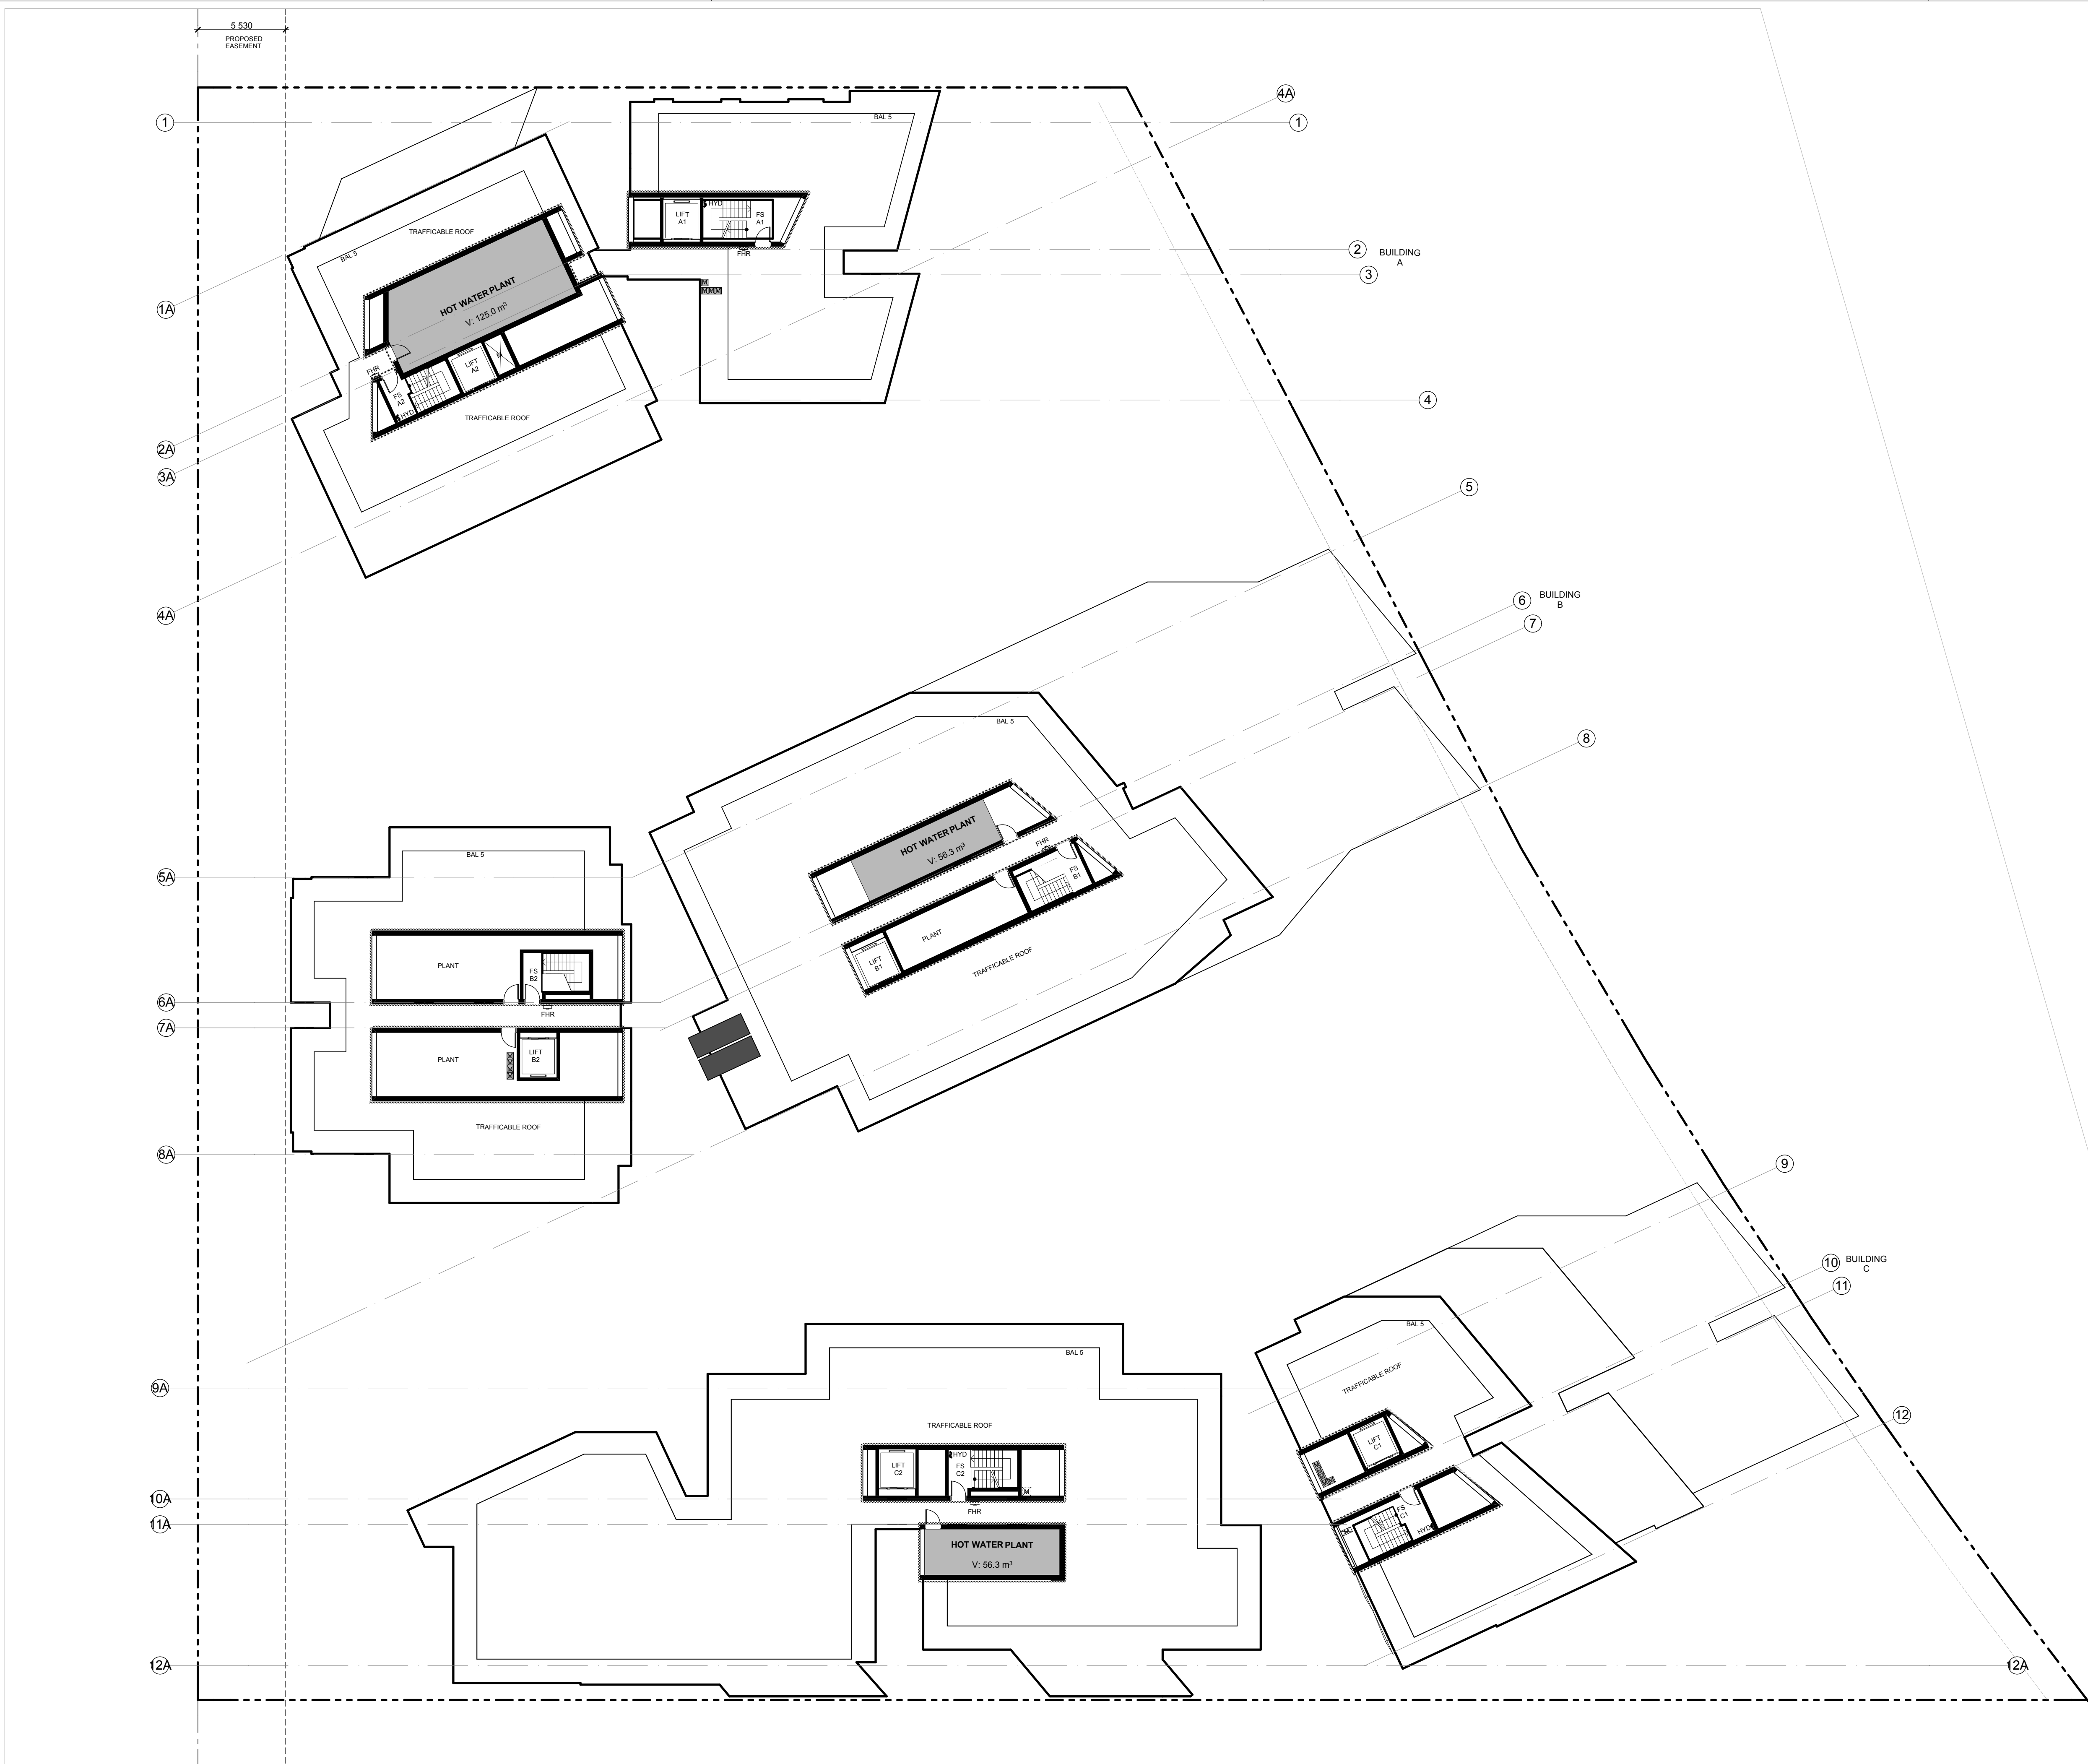 5 530
PROPOSED
EASEMENT
4A
1
1
BAL 5
HYD
LIFT
A1
FS
A1
FHR
2
BUILDING
A
3
M
MMM
TRAFFICABLE ROOF
BAL 5
HOT WATER PLANT
V: 125.0 m³
1A
LIFT
A2
FHR
FS
A2
HYD
TRAFFICABLE ROOF
4
2A
3A
5
4A
6
BUILDING
B
7
BAL 5
8
HOT WATER PLANT
V: 56.3 m³
FHR
FS
B1
PLANT
LIFT
B1
TRAFFICABLE ROOF
BAL 5
5A
PLANT
FS
B2
6A
FHR
7A
LIFT
B2
PLANT
TRAFFICABLE ROOF
8A
9
10
BUILDING
C
11
BAL 5
BAL 5
9A
TRAFFICABLE ROOF
12
TRAFFICABLE ROOF
HYD
LIFT
C2
FS
C2
M
LIFT
C1
10A
FHR
11A
FS
C1
HYD
M
HOT WATER PLANT
V: 56.3 m³
12A
12A